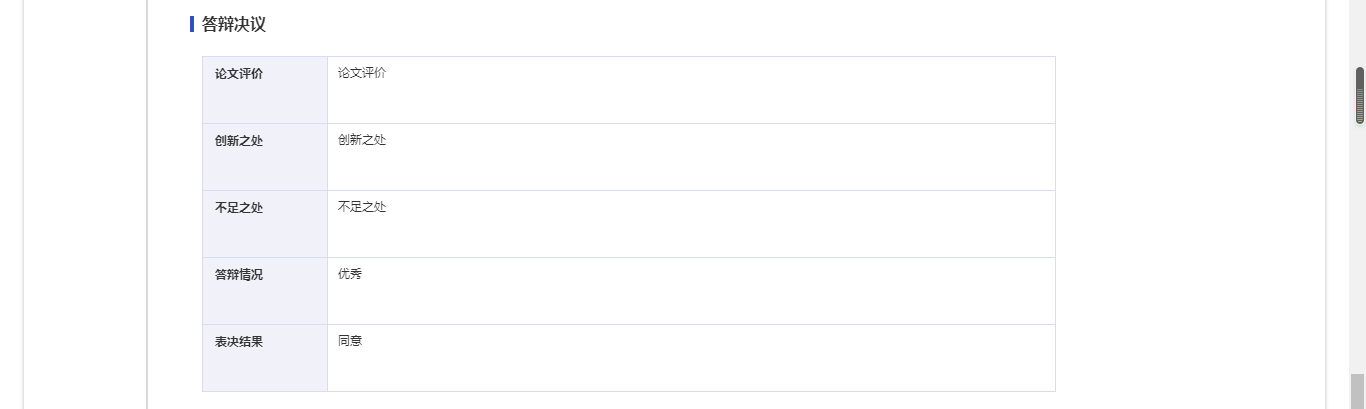 答辩决议
论文评价 论文评价
创新之处 创新之处
不足之处 不足之处
答辩情况 优秀
表决结果 同意